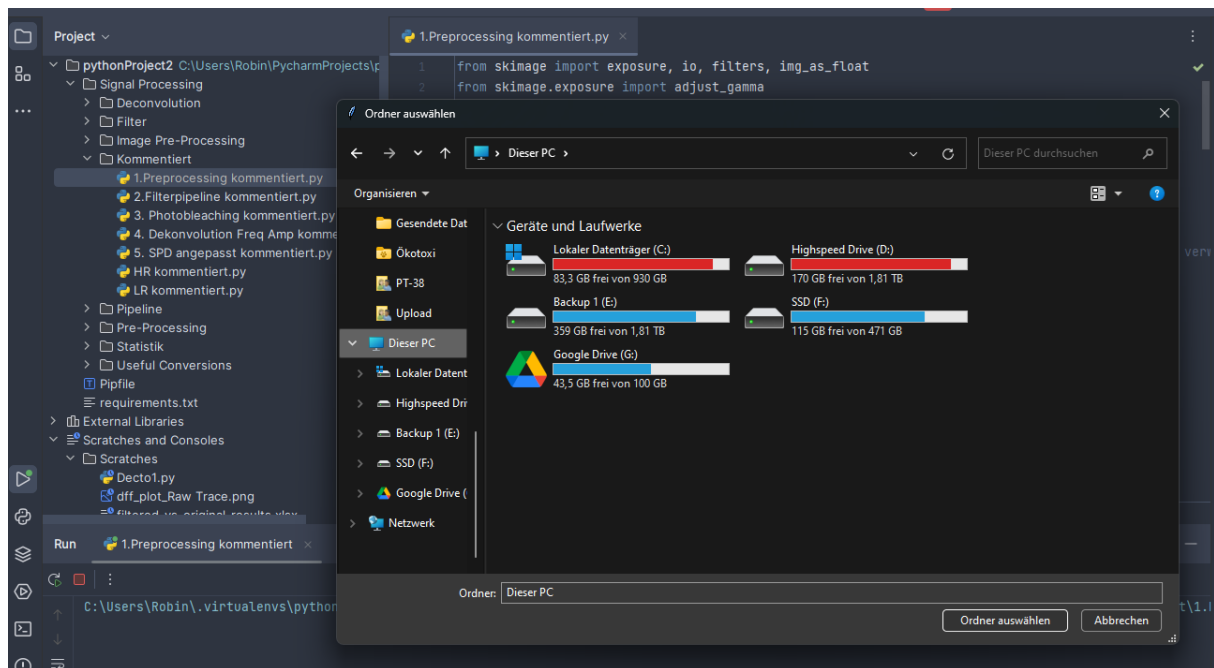 Project
1.Preprocessing kommentiert.py
pythonProject2 C:\Users\Robin\PycharmProjects\p
1 from skimage import exposure, io, filters, img_as_float
Signal Processing
2 from skimage.exposure import adjust_gamma
Deconvolution
Filter
Image Pre-Processing
Kommentiert
1.Preprocessing kommentiert.py
2.Filterpipeline kommentiert.py
3. Photobleaching kommentiert.py
4. Dekonvolution Freq Amp komme
5. SPD angepasst kommentiert.py
HR kommentiert.py
LR kommentiert.py
Pipeline
Pre-Processing
Statistik
Useful Conversions
Pipfile
requirements.txt
External Libraries
Scratches and Consoles
Scratches
Decto1.py
dff_plot_Raw Trace.png
filtered_vs_original_results.xlsx
Ordner auswählen
Dieser PC
Dieser PC durchsuchen
Organisieren
Gesendete Dat
Ökotoxi
PT-38
Upload
Dieser PC
Lokaler Datent
Highspeed Dri
Backup 1 (E:)
SSD (F:)
Google Drive (
Netzwerk
Geräte und Laufwerke
Lokaler Datenträger (C:)
83,3 GB frei von 930 GB
Highspeed Drive (D:)
170 GB frei von 1,81 TB
Backup 1 (E:)
359 GB frei von 1,81 TB
SSD (F:)
115 GB frei von 471 GB
Google Drive (G:)
43,5 GB frei von 100 GB
Ordner: Dieser PC
Ordner auswählen
Abbrechen
Run
1.Preprocessing kommentiert
C:\Users\Robin\.virtualenvs\python